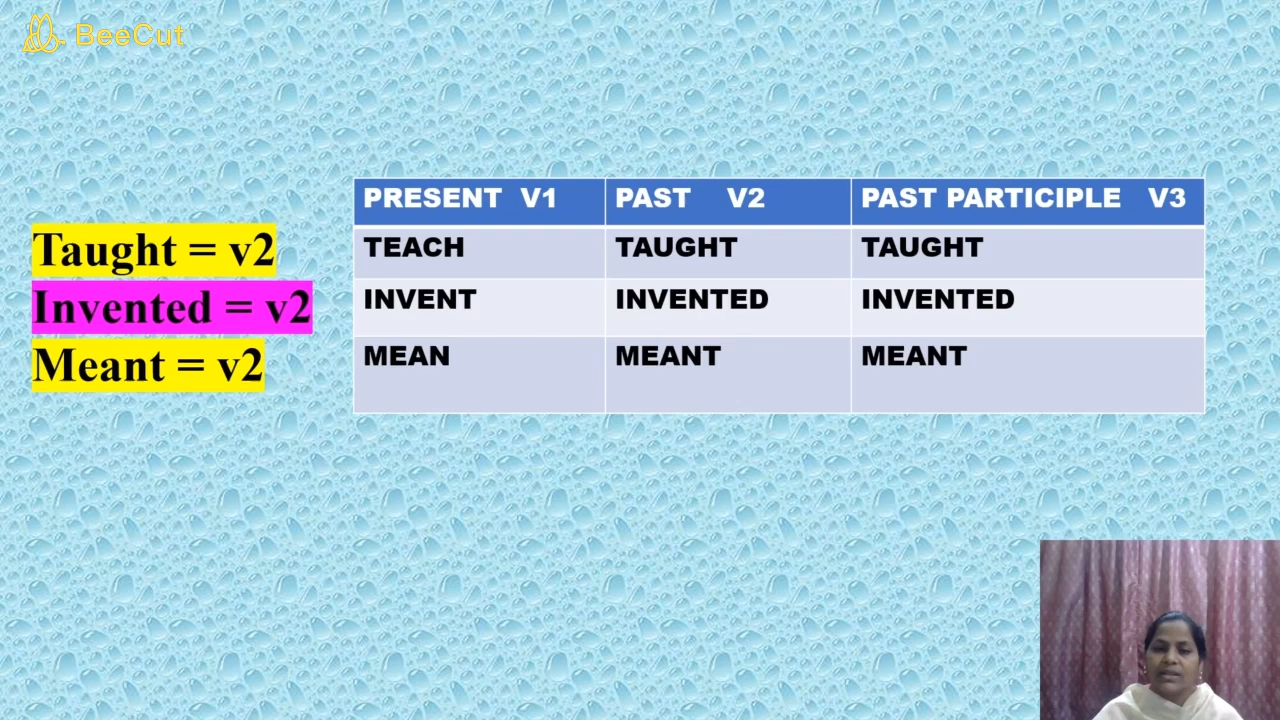 BeeCut
Taught = v2
Invented = v2
Meant = v2
PRESENT V1 PAST V2 PAST PARTICIPLE V3
TEACH TAUGHT TAUGHT
INVENT INVENTED INVENTED
MEAN MEANT MEANT